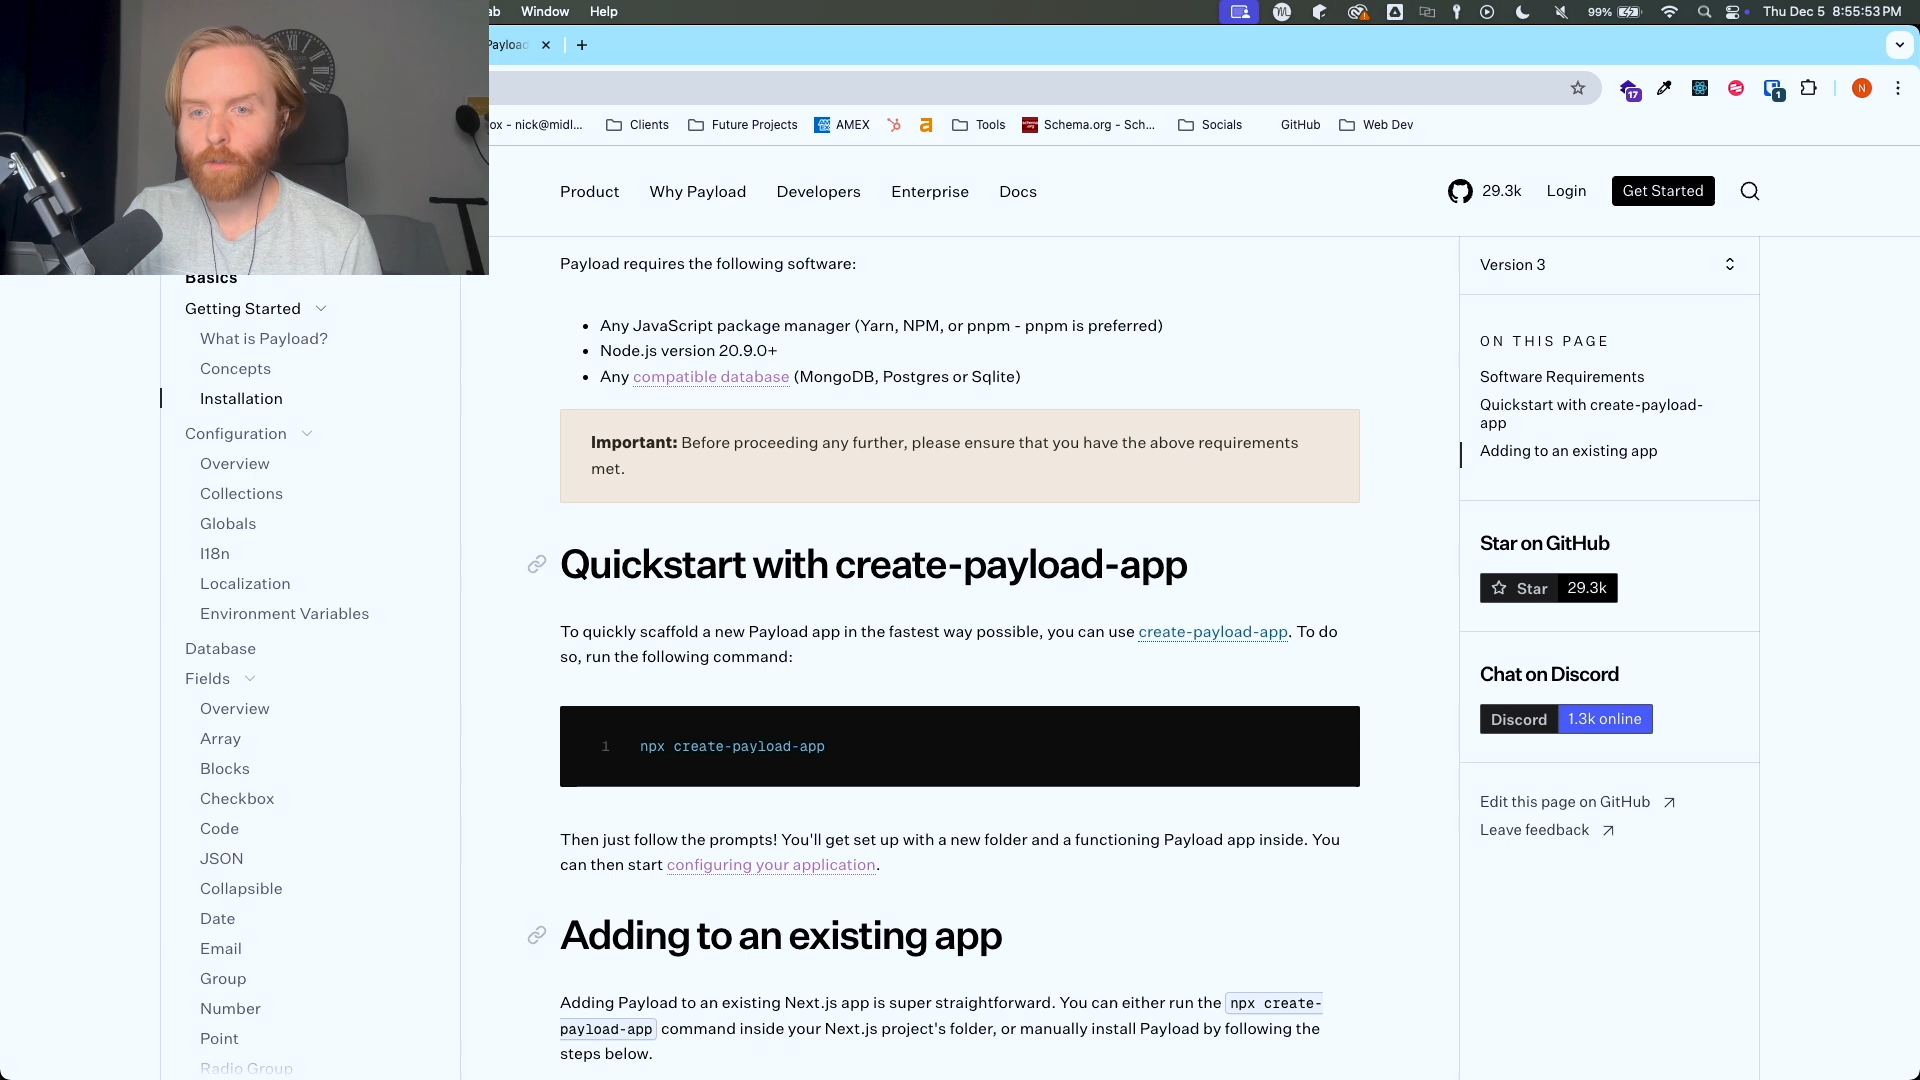 ab Window Help
99%
Thu Dec 5 8:55:53 PM
Payload
17
1
N
ox - nick@midl...
Clients
Future Projects
AMEX
Tools
Schema.org - Sch...
Socials
GitHub
Web Dev
Product
Why Payload
Developers
Enterprise
Docs
29.3k
Login
Get Started
Basics
Getting Started
What is Payload?
Concepts
Installation
Configuration
Overview
Collections
Globals
I18n
Localization
Environment Variables
Database
Fields
Overview
Array
Blocks
Checkbox
Code
JSON
Collapsible
Date
Email
Group
Number
Point
Radio Group
Payload requires the following software:
Any JavaScript package manager (Yarn, NPM, or pnpm - pnpm is preferred)
Node.js version 20.9.0+
Any compatible database (MongoDB, Postgres or Sqlite)
Important: Before proceeding any further, please ensure that you have the above requirements
met.
Quickstart with create-payload-app
To quickly scaffold a new Payload app in the fastest way possible, you can use create-payload-app. To do
so, run the following command:
1 npx create-payload-app
Then just follow the prompts! You'll get set up with a new folder and a functioning Payload app inside. You
can then start configuring your application.
Adding to an existing app
Adding Payload to an existing Next.js app is super straightforward. You can either run the npx create-
payload-app command inside your Next.js project's folder, or manually install Payload by following the
steps below.
Version 3
ON THIS PAGE
Software Requirements
Quickstart with create-payload-
app
Adding to an existing app
Star on GitHub
Star 29.3k
Chat on Discord
Discord 1.3k online
Edit this page on GitHub
Leave feedback